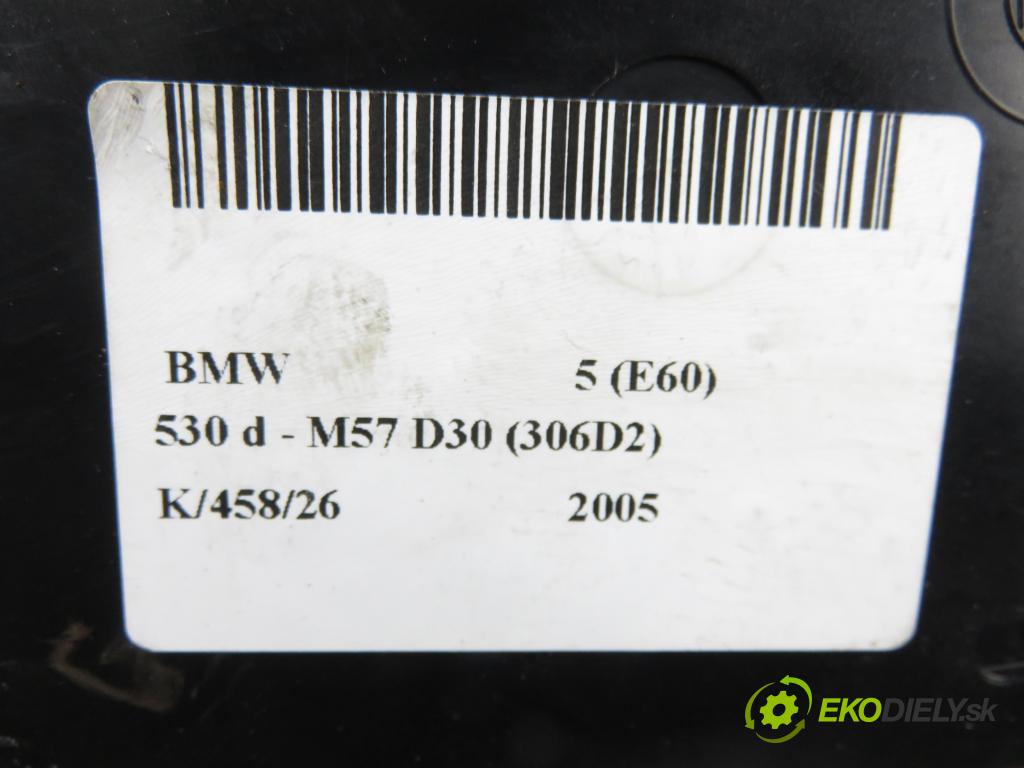 BMW 5 (E60)
530 d - M57 D30 (306D2)
K/458/26 2005
EKODIELY.sk